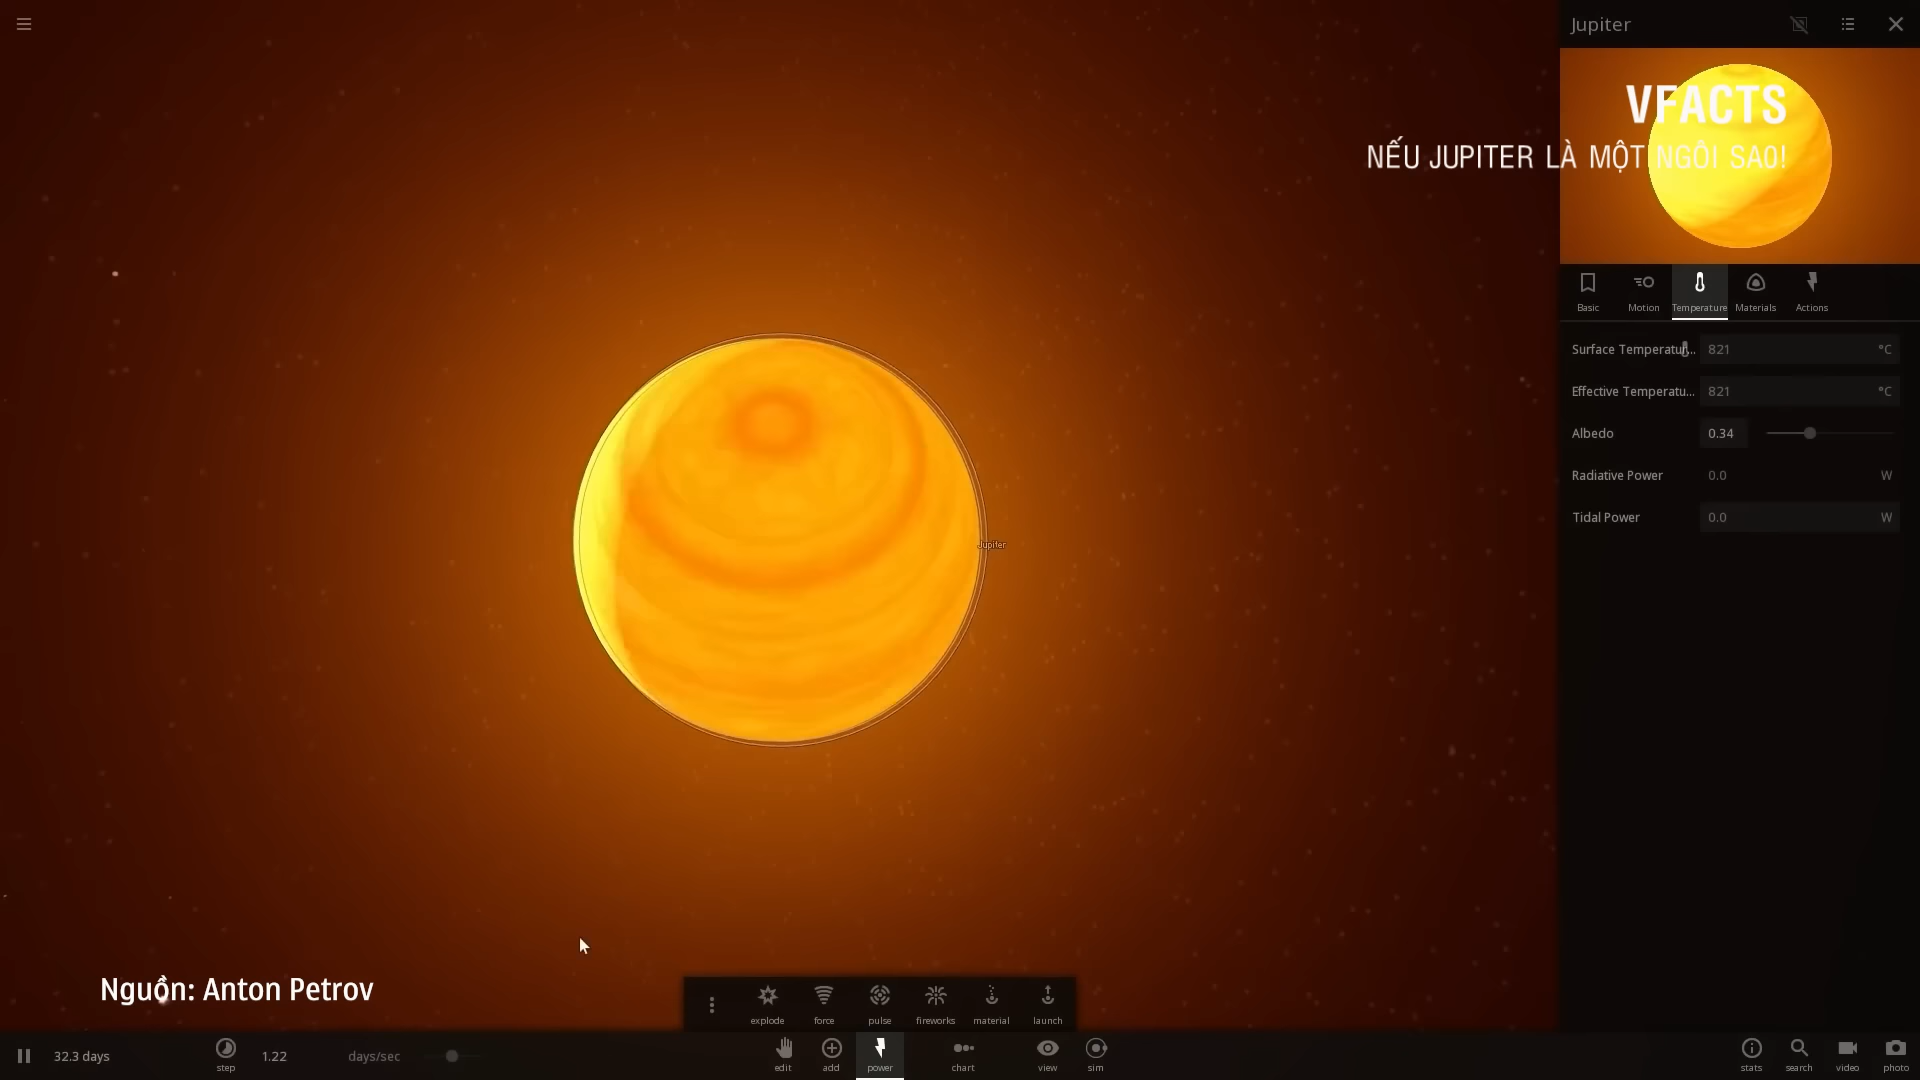 Jupiter
VFACTS
NẾU JUPITER LÀ MỘT NGÔI SAO!
Basic
Motion
Temperature
Materials
Actions
Surface Temperatur... 821 °C
Effective Temperatu... 821 °C
Albedo 0.34
Radiative Power 0.0 W
Tidal Power 0.0 W
Jupiter
Nguồn: Anton Petrov
explode
force
pulse
fireworks
material
launch
32.3 days
step
1.22
days/sec
edit
add
power
chart
view
sim
stats
search
video
photo